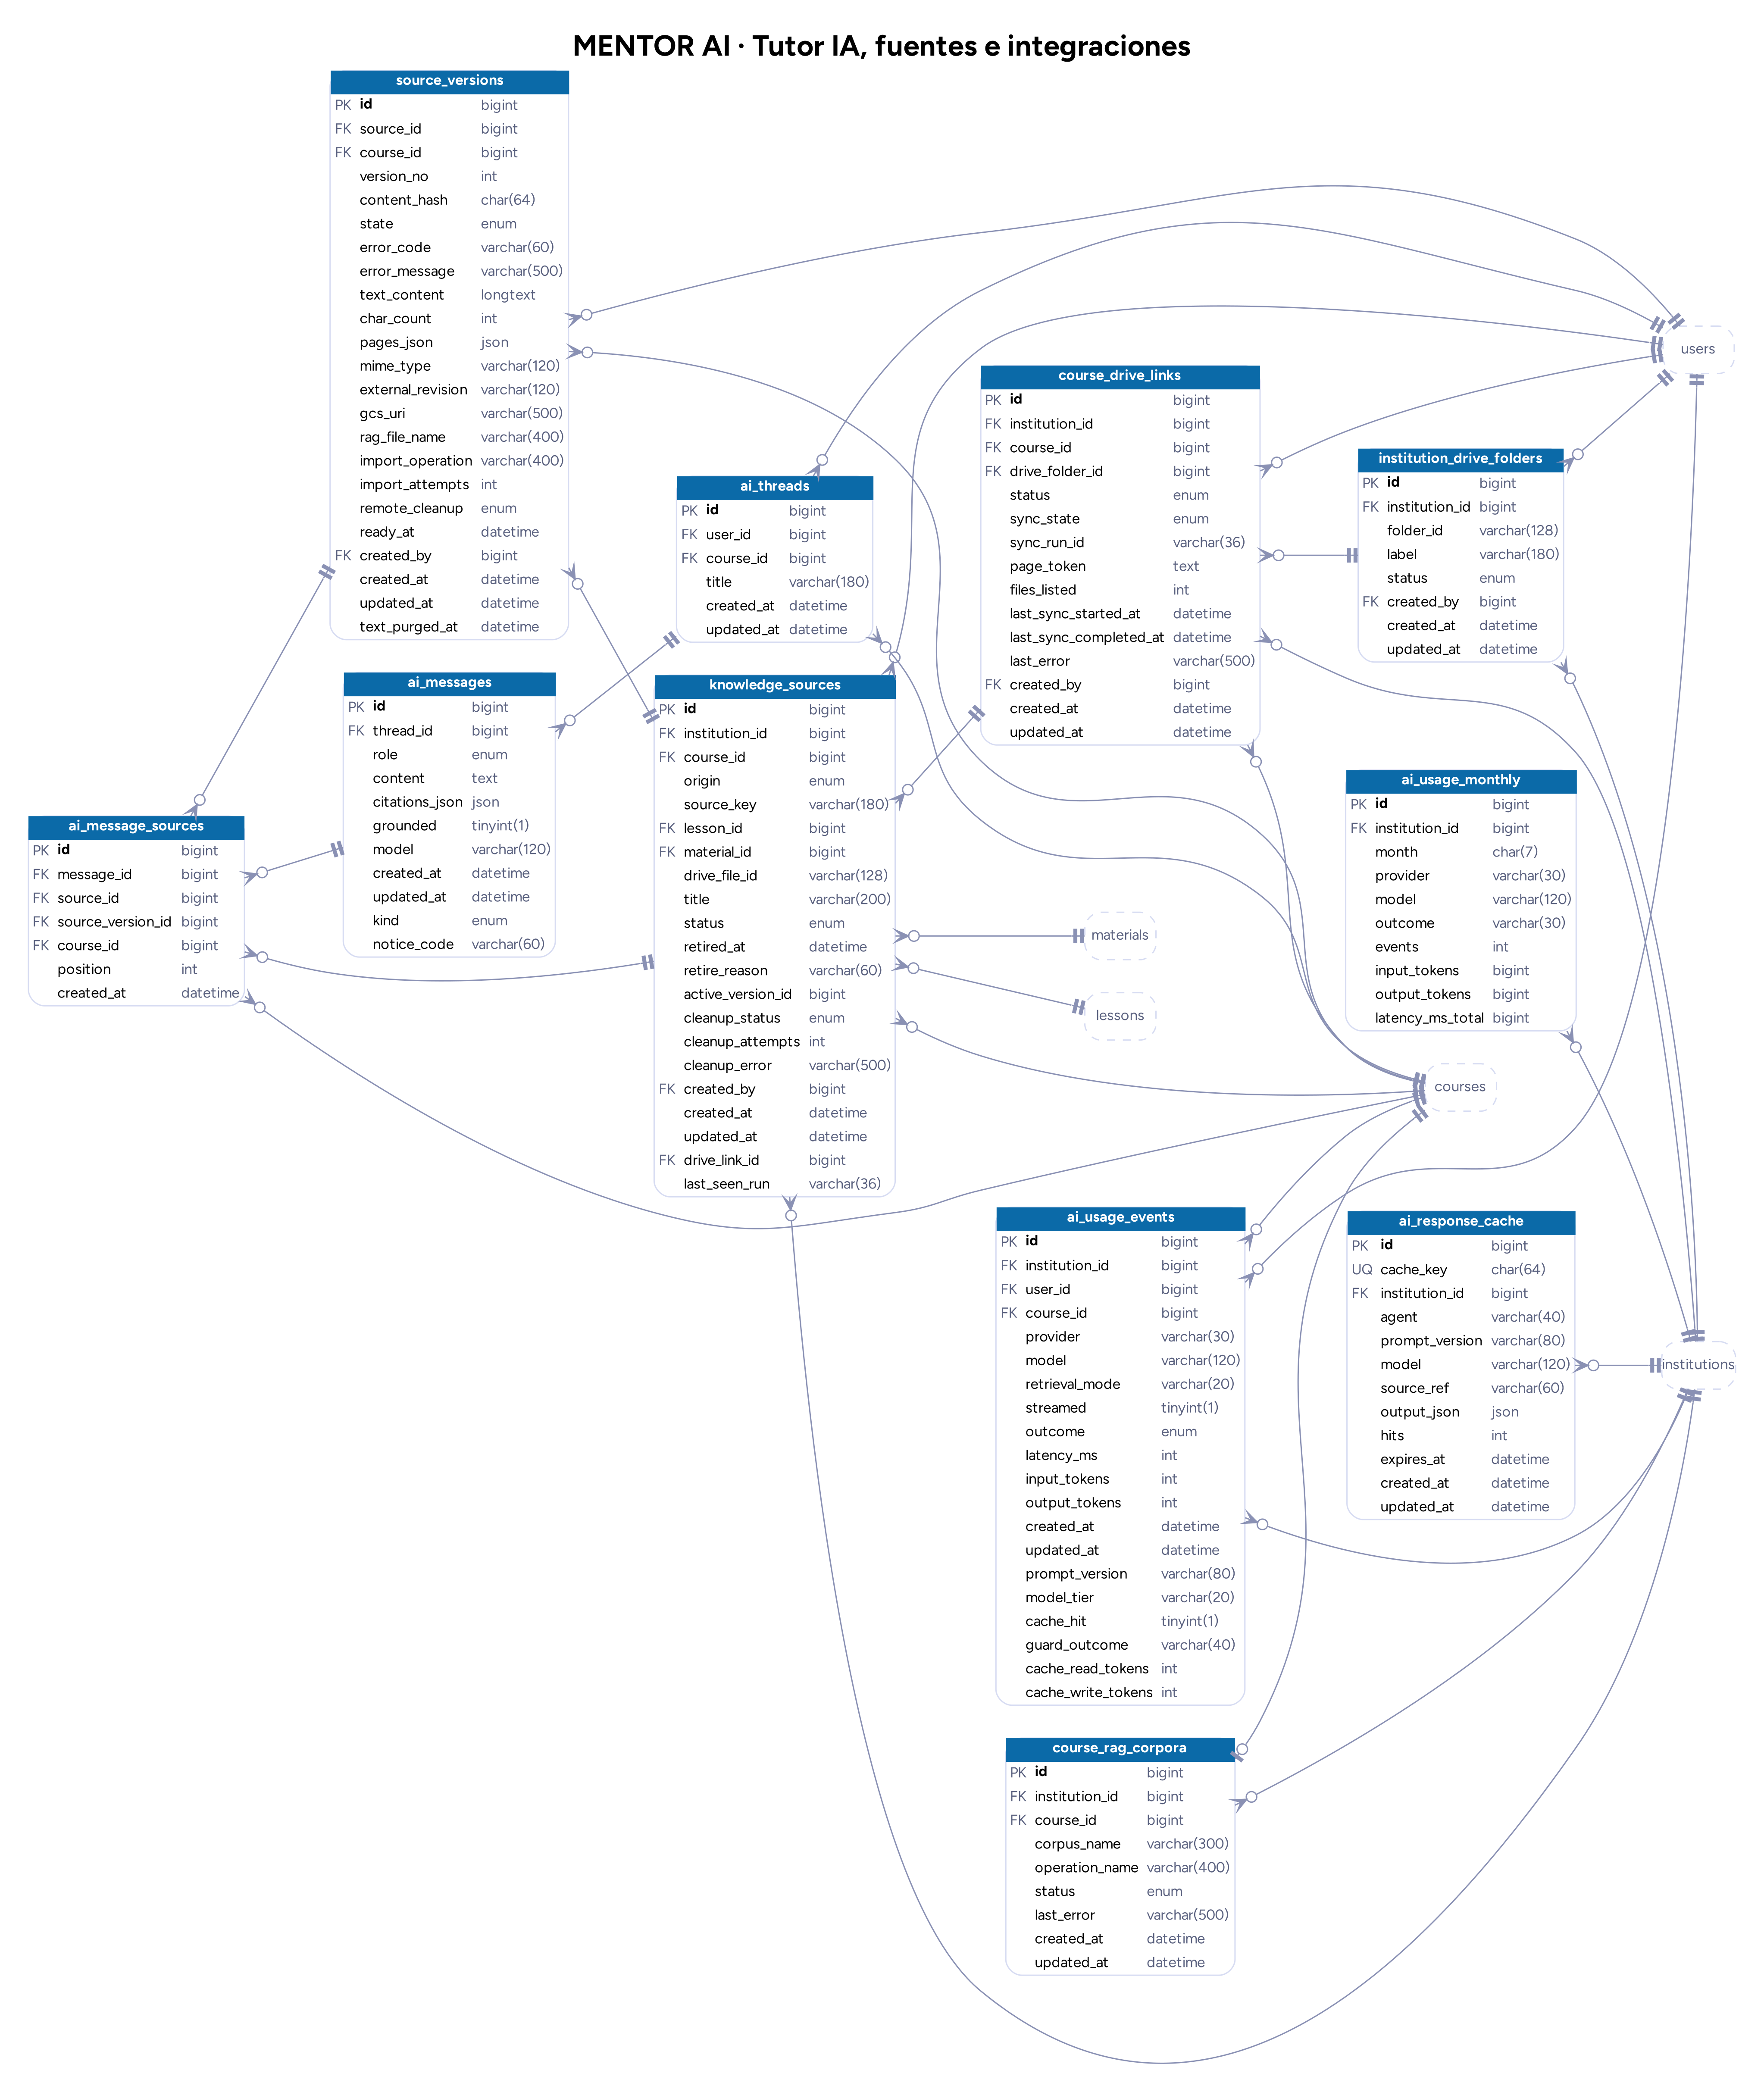 MENTOR AI · Tutor IA, fuentes e integraciones
source_versions
PK id bigint
FK source_id bigint
FK course_id bigint
version_no int
content_hash char(64)
state enum
error_code varchar(60)
error_message varchar(500)
text_content longtext
char_count int
pages_json json
mime_type varchar(120)
external_revision varchar(120)
gcs_uri varchar(500)
rag_file_name varchar(400)
import_operation varchar(400)
import_attempts int
remote_cleanup enum
ready_at datetime
FK created_by bigint
created_at datetime
updated_at datetime
text_purged_at datetime
users
course_drive_links
PK id bigint
FK institution_id bigint
FK course_id bigint
FK drive_folder_id bigint
status enum
sync_state enum
sync_run_id varchar(36)
page_token text
files_listed int
last_sync_started_at datetime
last_sync_completed_at datetime
last_error varchar(500)
FK created_by bigint
created_at datetime
updated_at datetime
institution_drive_folders
PK id bigint
FK institution_id bigint
folder_id varchar(128)
label varchar(180)
status enum
FK created_by bigint
created_at datetime
updated_at datetime
ai_threads
PK id bigint
FK user_id bigint
FK course_id bigint
title varchar(180)
created_at datetime
updated_at datetime
ai_messages
PK id bigint
FK thread_id bigint
role enum
content text
citations_json json
grounded tinyint(1)
model varchar(120)
created_at datetime
updated_at datetime
kind enum
notice_code varchar(60)
knowledge_sources
PK id bigint
FK institution_id bigint
FK course_id bigint
origin enum
source_key varchar(180)
FK lesson_id bigint
FK material_id bigint
drive_file_id varchar(128)
title varchar(200)
status enum
retired_at datetime
retire_reason varchar(60)
active_version_id bigint
cleanup_status enum
cleanup_attempts int
cleanup_error varchar(500)
FK created_by bigint
created_at datetime
updated_at datetime
FK drive_link_id bigint
last_seen_run varchar(36)
ai_usage_monthly
PK id bigint
FK institution_id bigint
month char(7)
provider varchar(30)
model varchar(120)
outcome varchar(30)
events int
input_tokens bigint
output_tokens bigint
latency_ms_total bigint
ai_message_sources
PK id bigint
FK message_id bigint
FK source_id bigint
FK source_version_id bigint
FK course_id bigint
position int
created_at datetime
materials
lessons
courses
ai_usage_events
PK id bigint
FK institution_id bigint
FK user_id bigint
FK course_id bigint
provider varchar(30)
model varchar(120)
retrieval_mode varchar(20)
streamed tinyint(1)
outcome enum
latency_ms int
input_tokens int
output_tokens int
created_at datetime
updated_at datetime
prompt_version varchar(80)
model_tier varchar(20)
cache_hit tinyint(1)
guard_outcome varchar(40)
cache_read_tokens int
cache_write_tokens int
ai_response_cache
PK id bigint
UQ cache_key char(64)
FK institution_id bigint
agent varchar(40)
prompt_version varchar(80)
model varchar(120)
source_ref varchar(60)
output_json json
hits int
expires_at datetime
created_at datetime
updated_at datetime
institutions
course_rag_corpora
PK id bigint
FK institution_id bigint
FK course_id bigint
corpus_name varchar(300)
operation_name varchar(400)
status enum
last_error varchar(500)
created_at datetime
updated_at datetime